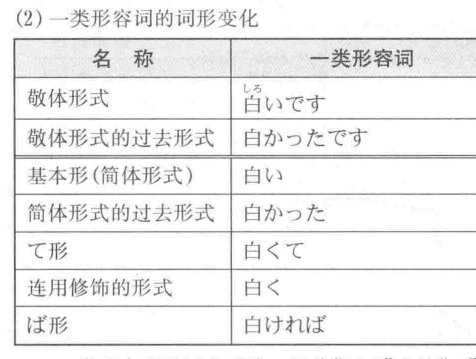 (2) 一类形容词的词形变化
名 称 一类形容词
敬体形式 白いです
しろ
敬体形式的过去形式 白かったです
基本形(简体形式) 白い
简体形式的过去形式 白かった
て形 白くて
连用修饰的形式 白く
ば形 白ければ